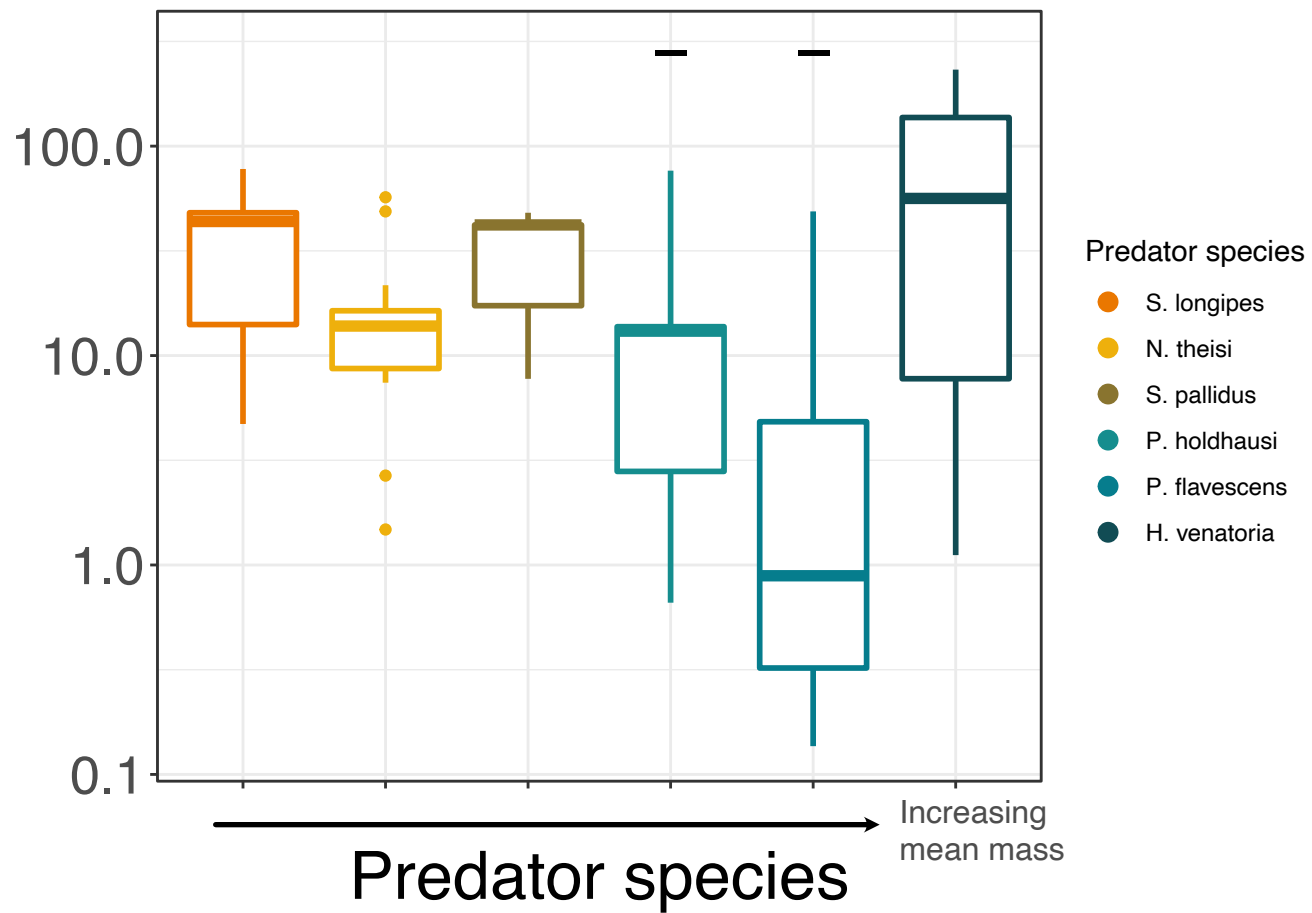 100.0
10.0
1.0
0.1
Increasing
mean mass
Predator species
Predator species
S. longipes
N. theisi
S. pallidus
P. holdhausi
P. flavescens
H. venatoria